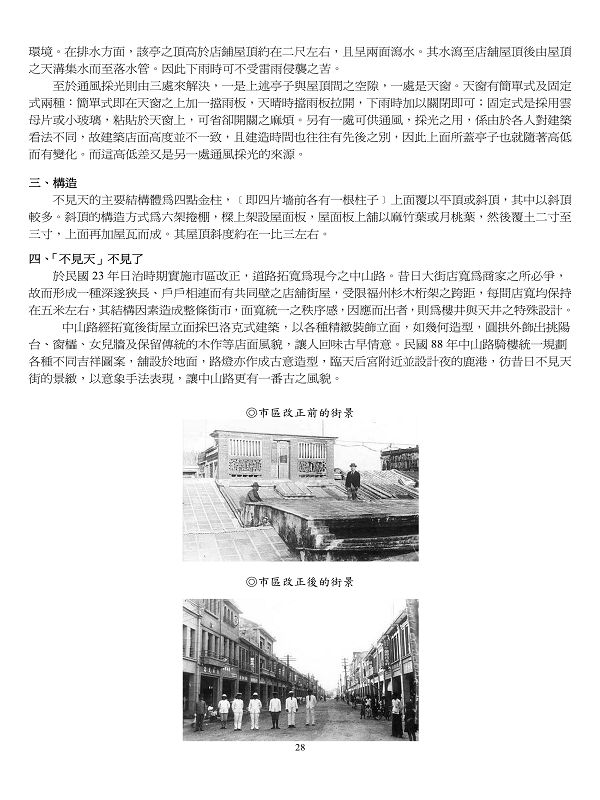 環境。在排水方面，該亭之頂高於店鋪屋頂約在二尺左右，且呈兩面瀉水。其水瀉至店舖屋頂後由屋頂
之天溝集水而至落水管。因此下雨時可不受雷雨侵襲之苦。
至於通風採光則由三處來解決，一是上述亭子與屋頂間之空隙，一處是天窗。天窗有簡單式及固定
式兩種：簡單式即在天窗之上加一擋雨板，天晴時擋雨板拉開，下雨時加以關閉即可；固定式是採用雲
母片或小玻璃，粘貼於天窗上，可省卻開關之麻煩。另有一處可供通風，採光之用，係由於各人對建築
看法不同，故建築店面高度並不一致，且建造時間也往往有先後之別，因此上面所蓋亭子也就隨著高低
而有變化。而這高低差又是另一處通風採光的來源。
三、構造
不見天的主要結構體為四點金柱，﹝即四片墻前各有一根柱子﹞上面覆以平頂或斜頂，其中以斜頂
較多。斜頂的構造方式為六架捲棚，樑上架設屋面板，屋面板上舖以麻竹葉或月桃葉，然後覆土二寸至
三寸，上面再加屋瓦而成。其屋頂斜度約在一比三左右。
四、「不見天」不見了
於民國 23 年日治時期實施市區改正，道路拓寬為現今之中山路。昔日大街店寬為商家之所必爭，
故而形成一種深邃狹長、戶戶相連而有共同壁之店舖街屋，受限福州杉木桁架之跨距，每間店寬均保持
在五米左右，其結構因素造成整條街市，面寬統一之秩序感，因應而出者，則為樓井與天井之特殊設計。
中山路經拓寬後街屋立面採巴洛克式建築，以各種精緻裝飾立面，如幾何造型，圓拱外飾出挑陽
台、窗櫺、女兒牆及保留傳統的木作等店面風貌，讓人回味古早情意。民國 88 年中山路騎樓統一規劃
各種不同吉祥圖案，舖設於地面，路燈亦作成古意造型，臨天后宮附近並設計夜的鹿港，彷昔日不見天
街的景緻，以意象手法表現，讓中山路更有一番古之風貌。
◎市區改正前的街景
◎市區改正後的街景
28